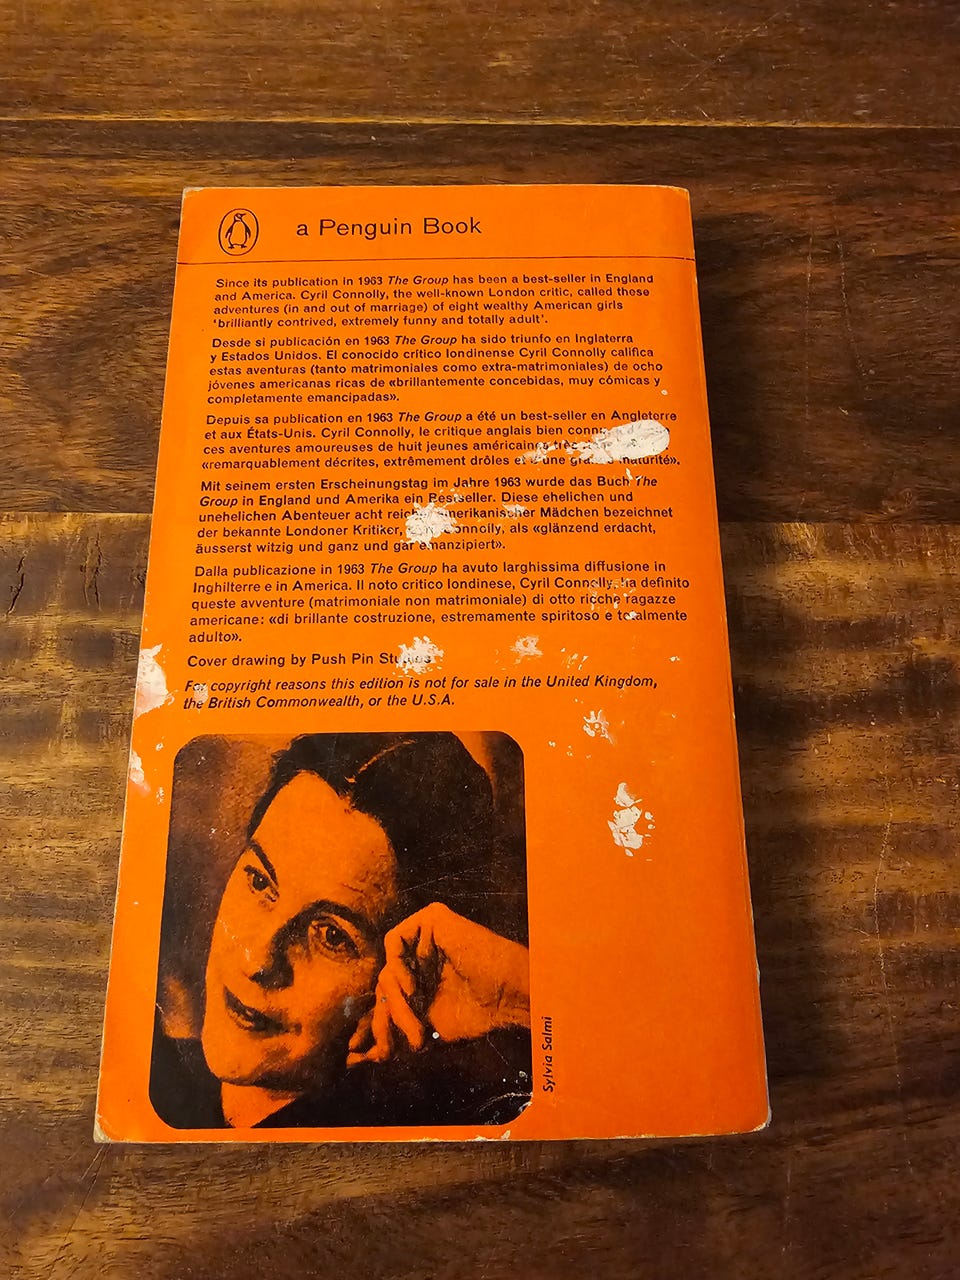 a Penguin Book
Since its publication in 1963 The Group has been a best-seller in England
and America. Cyril Connolly, the well-known London critic, called these
adventures (in and out of marriage) of eight wealthy American girls
‘brilliantly contrived, extremely funny and totally adult’.
Desde si publicación en 1963 The Group ha sido triunfo en Inglaterra
y Estados Unidos. El conocido crítico londinense Cyril Connolly califica
estas aventuras (tanto matrimoniales como extra-matrimoniales) de ocho
jóvenes americanas ricas de «brillantemente concebidas, muy cómicas y
completamente emancipadas».
Depuis sa publication en 1963 The Group a été un best-seller en Angleterre
et aux États-Unis. Cyril Connolly, le critique anglais bien
ces aventures amoureuses de huit jeunes américaines très
«remarquablement décrites, extrêmement drôles et d'une grande maturité».
Mit seinem ersten Erscheinungstag im Jahre 1963 wurde das Buch The
Group in England und Amerika ein Bestseller. Diese ehelichen und
unehelichen Abenteuer acht reicher amerikanischer Mädchen bezeichnet
der bekannte Londoner Kritiker, Connolly, als «glänzend erdacht,
äusserst witzig und ganz und gar emanzipiert».
Dalla publicazione in 1963 The Group ha avuto larghissima diffusione in
Inghilterre e in America. Il noto critico londinese, Cyril Connolly, ha definito
queste avventure (matrimoniale non matrimoniale) di otto ricche ragazze
americane: «di brillante costruzione, estremamente spiritoso e totalmente
adulto».
Cover drawing by Push Pin Studios
For copyright reasons this edition is not for sale in the United Kingdom,
the British Commonwealth, or the U.S.A.
Sylvia Salmi